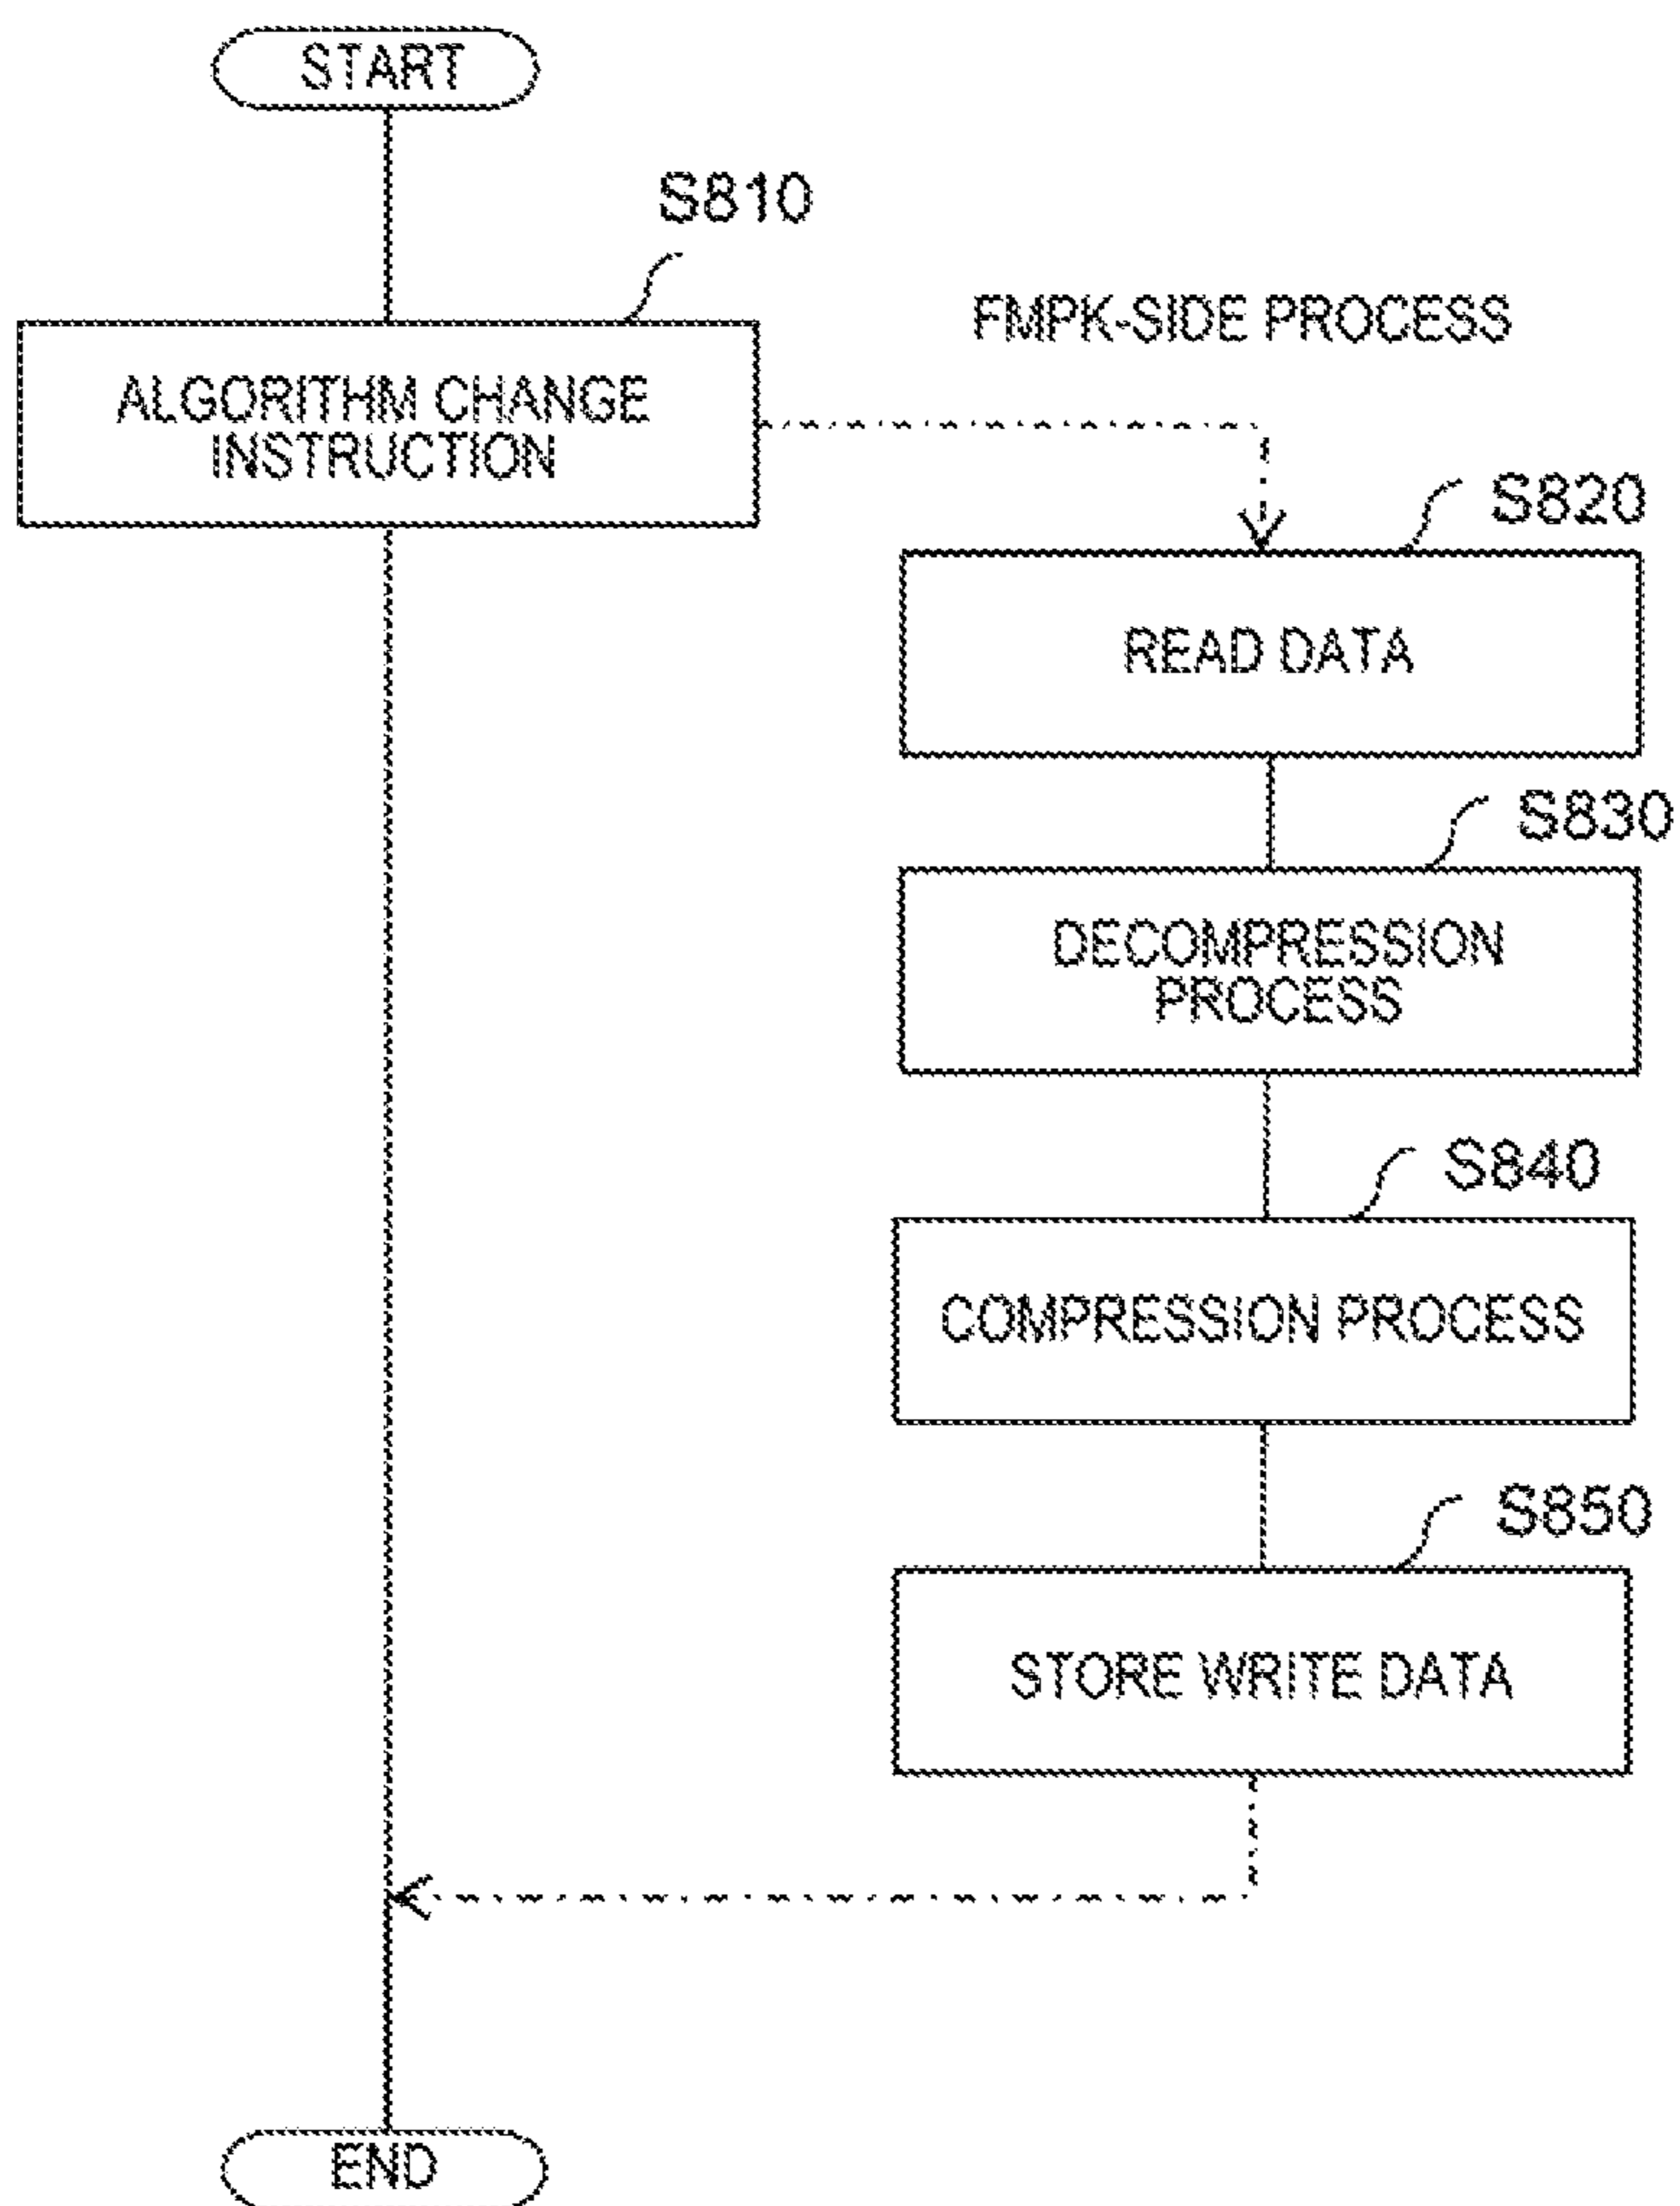 START
S810
ALGORITHM CHANGE
INSTRUCTION
FMPK-SIDE PROCESS
S820
READ DATA
S830
DECOMPRESSION
PROCESS
S840
COMPRESSION PROCESS
S850
STORE WRITE DATA
END